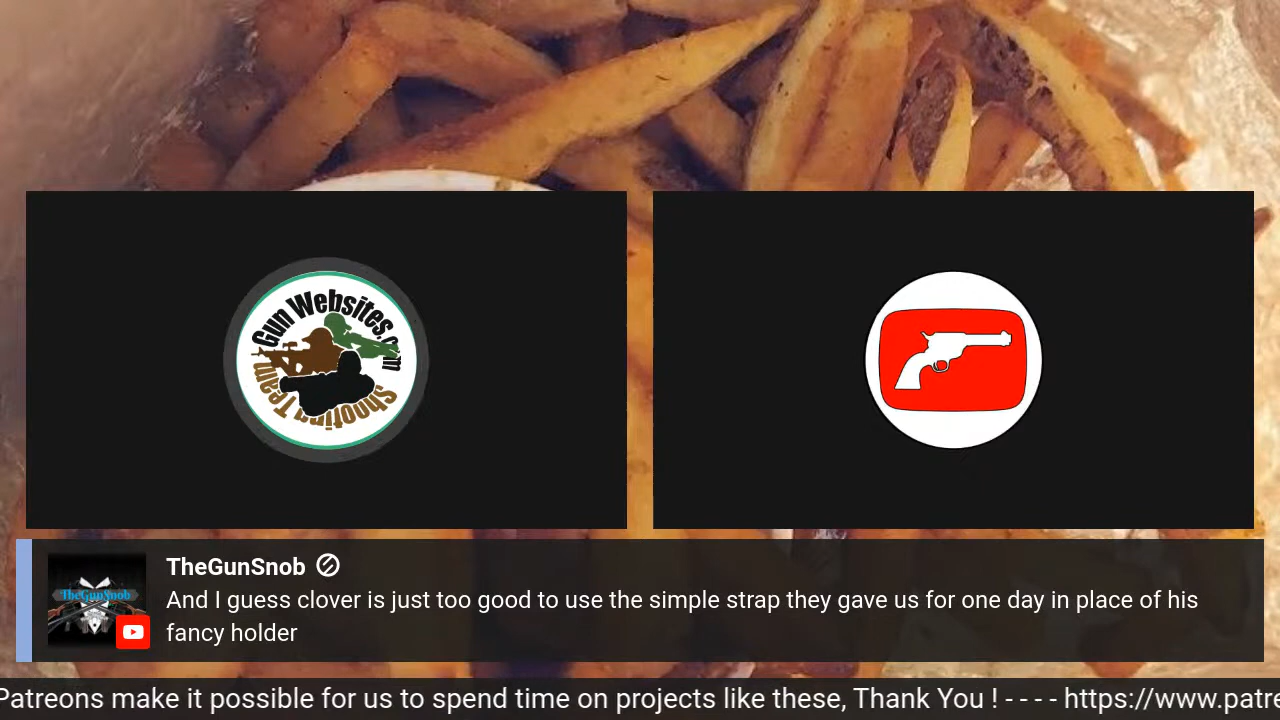 Gun Websites.com
Shooting Team
TheGunSnob
TheGunSnob
And I guess clover is just too good to use the simple strap they gave us for one day in place of his
fancy holder
Patreons make it possible for us to spend time on projects like these, Thank You ! - - - - https://www.patre